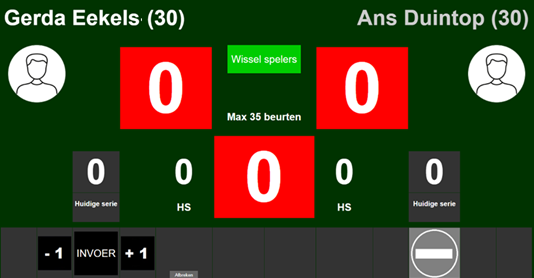 Gerda Eekels (30)
Ans Duintop (30)
Wissel spelers
0
0
Max 35 beurten
0
0
0
0
0
Huidige serie
HS
HS
Huidige serie
- 1
INVOER
+ 1
Afbreken